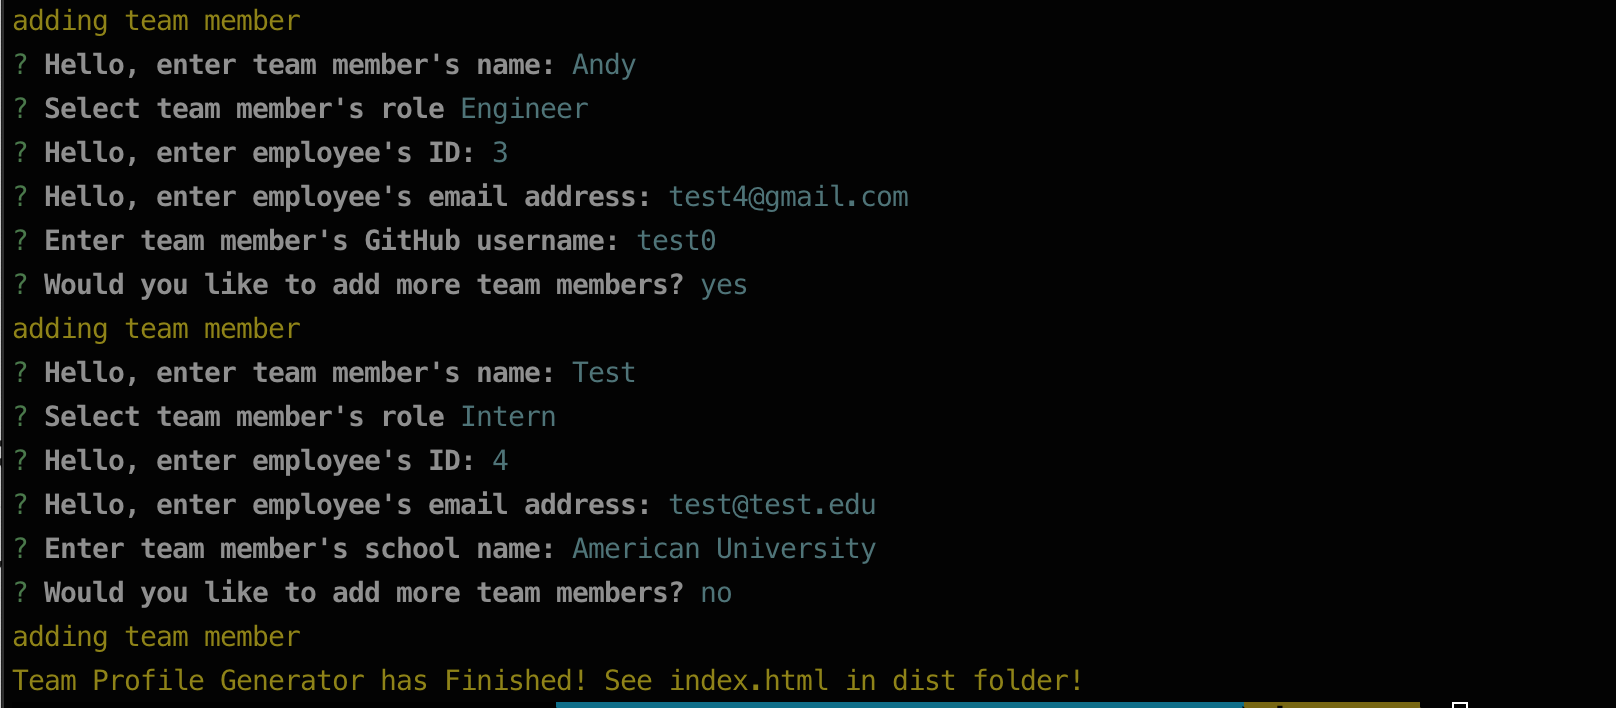 adding team member
? Hello, enter team member's name: Andy
? Select team member's role Engineer
? Hello, enter employee's ID: 3
? Hello, enter employee's email address: test4@gmail.com
? Enter team member's GitHub username: test0
? Would you like to add more team members? yes
adding team member
? Hello, enter team member's name: Test
? Select team member's role Intern
? Hello, enter employee's ID: 4
? Hello, enter employee's email address: test@test.edu
? Enter team member's school name: American University
? Would you like to add more team members? no
adding team member
Team Profile Generator has Finished! See index.html in dist folder!